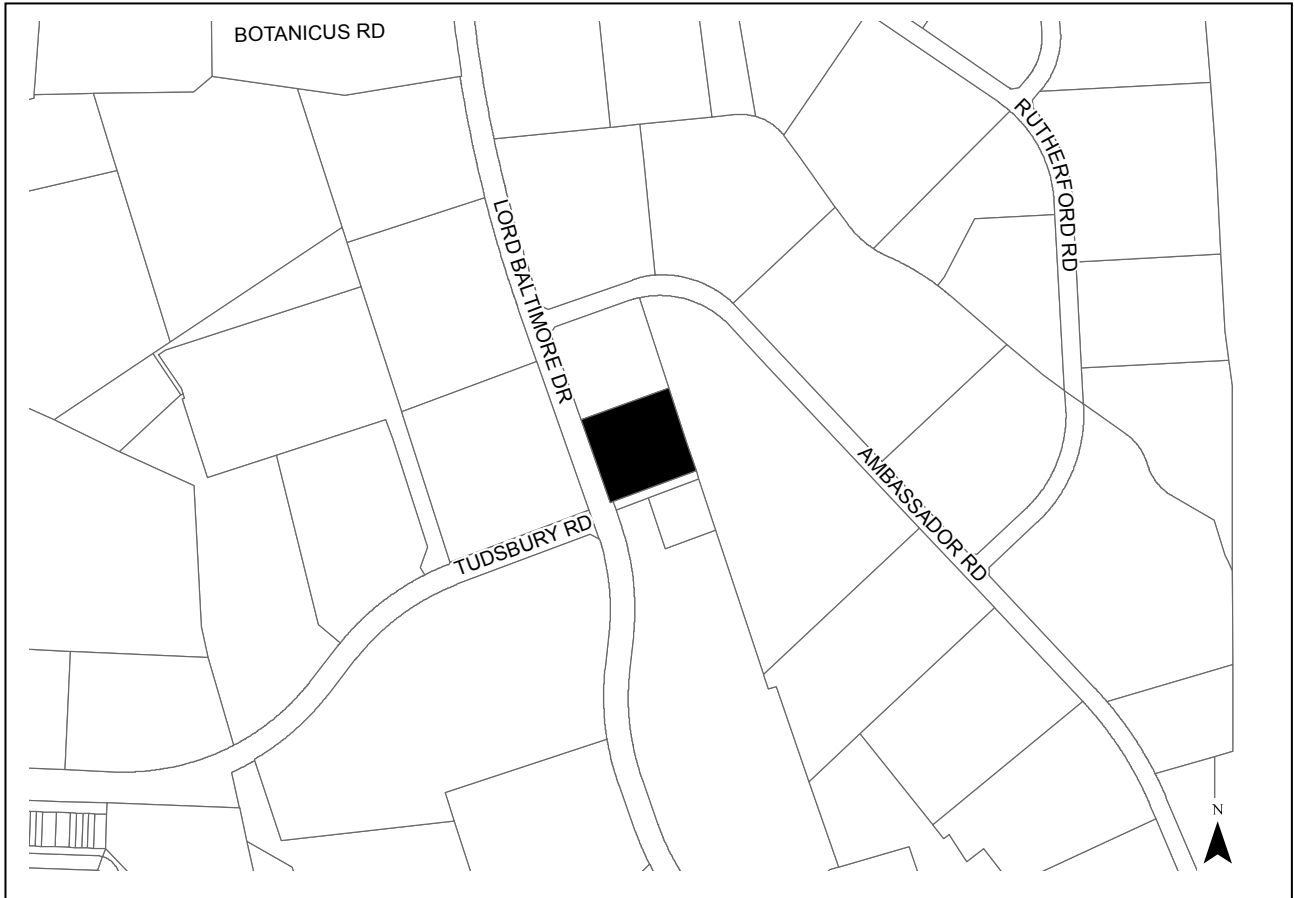 BOTANICUS RD
RUTHERFORD RD
LORD BALTIMORE DR
AMBASSADOR RD
TUDSBURY RD
N